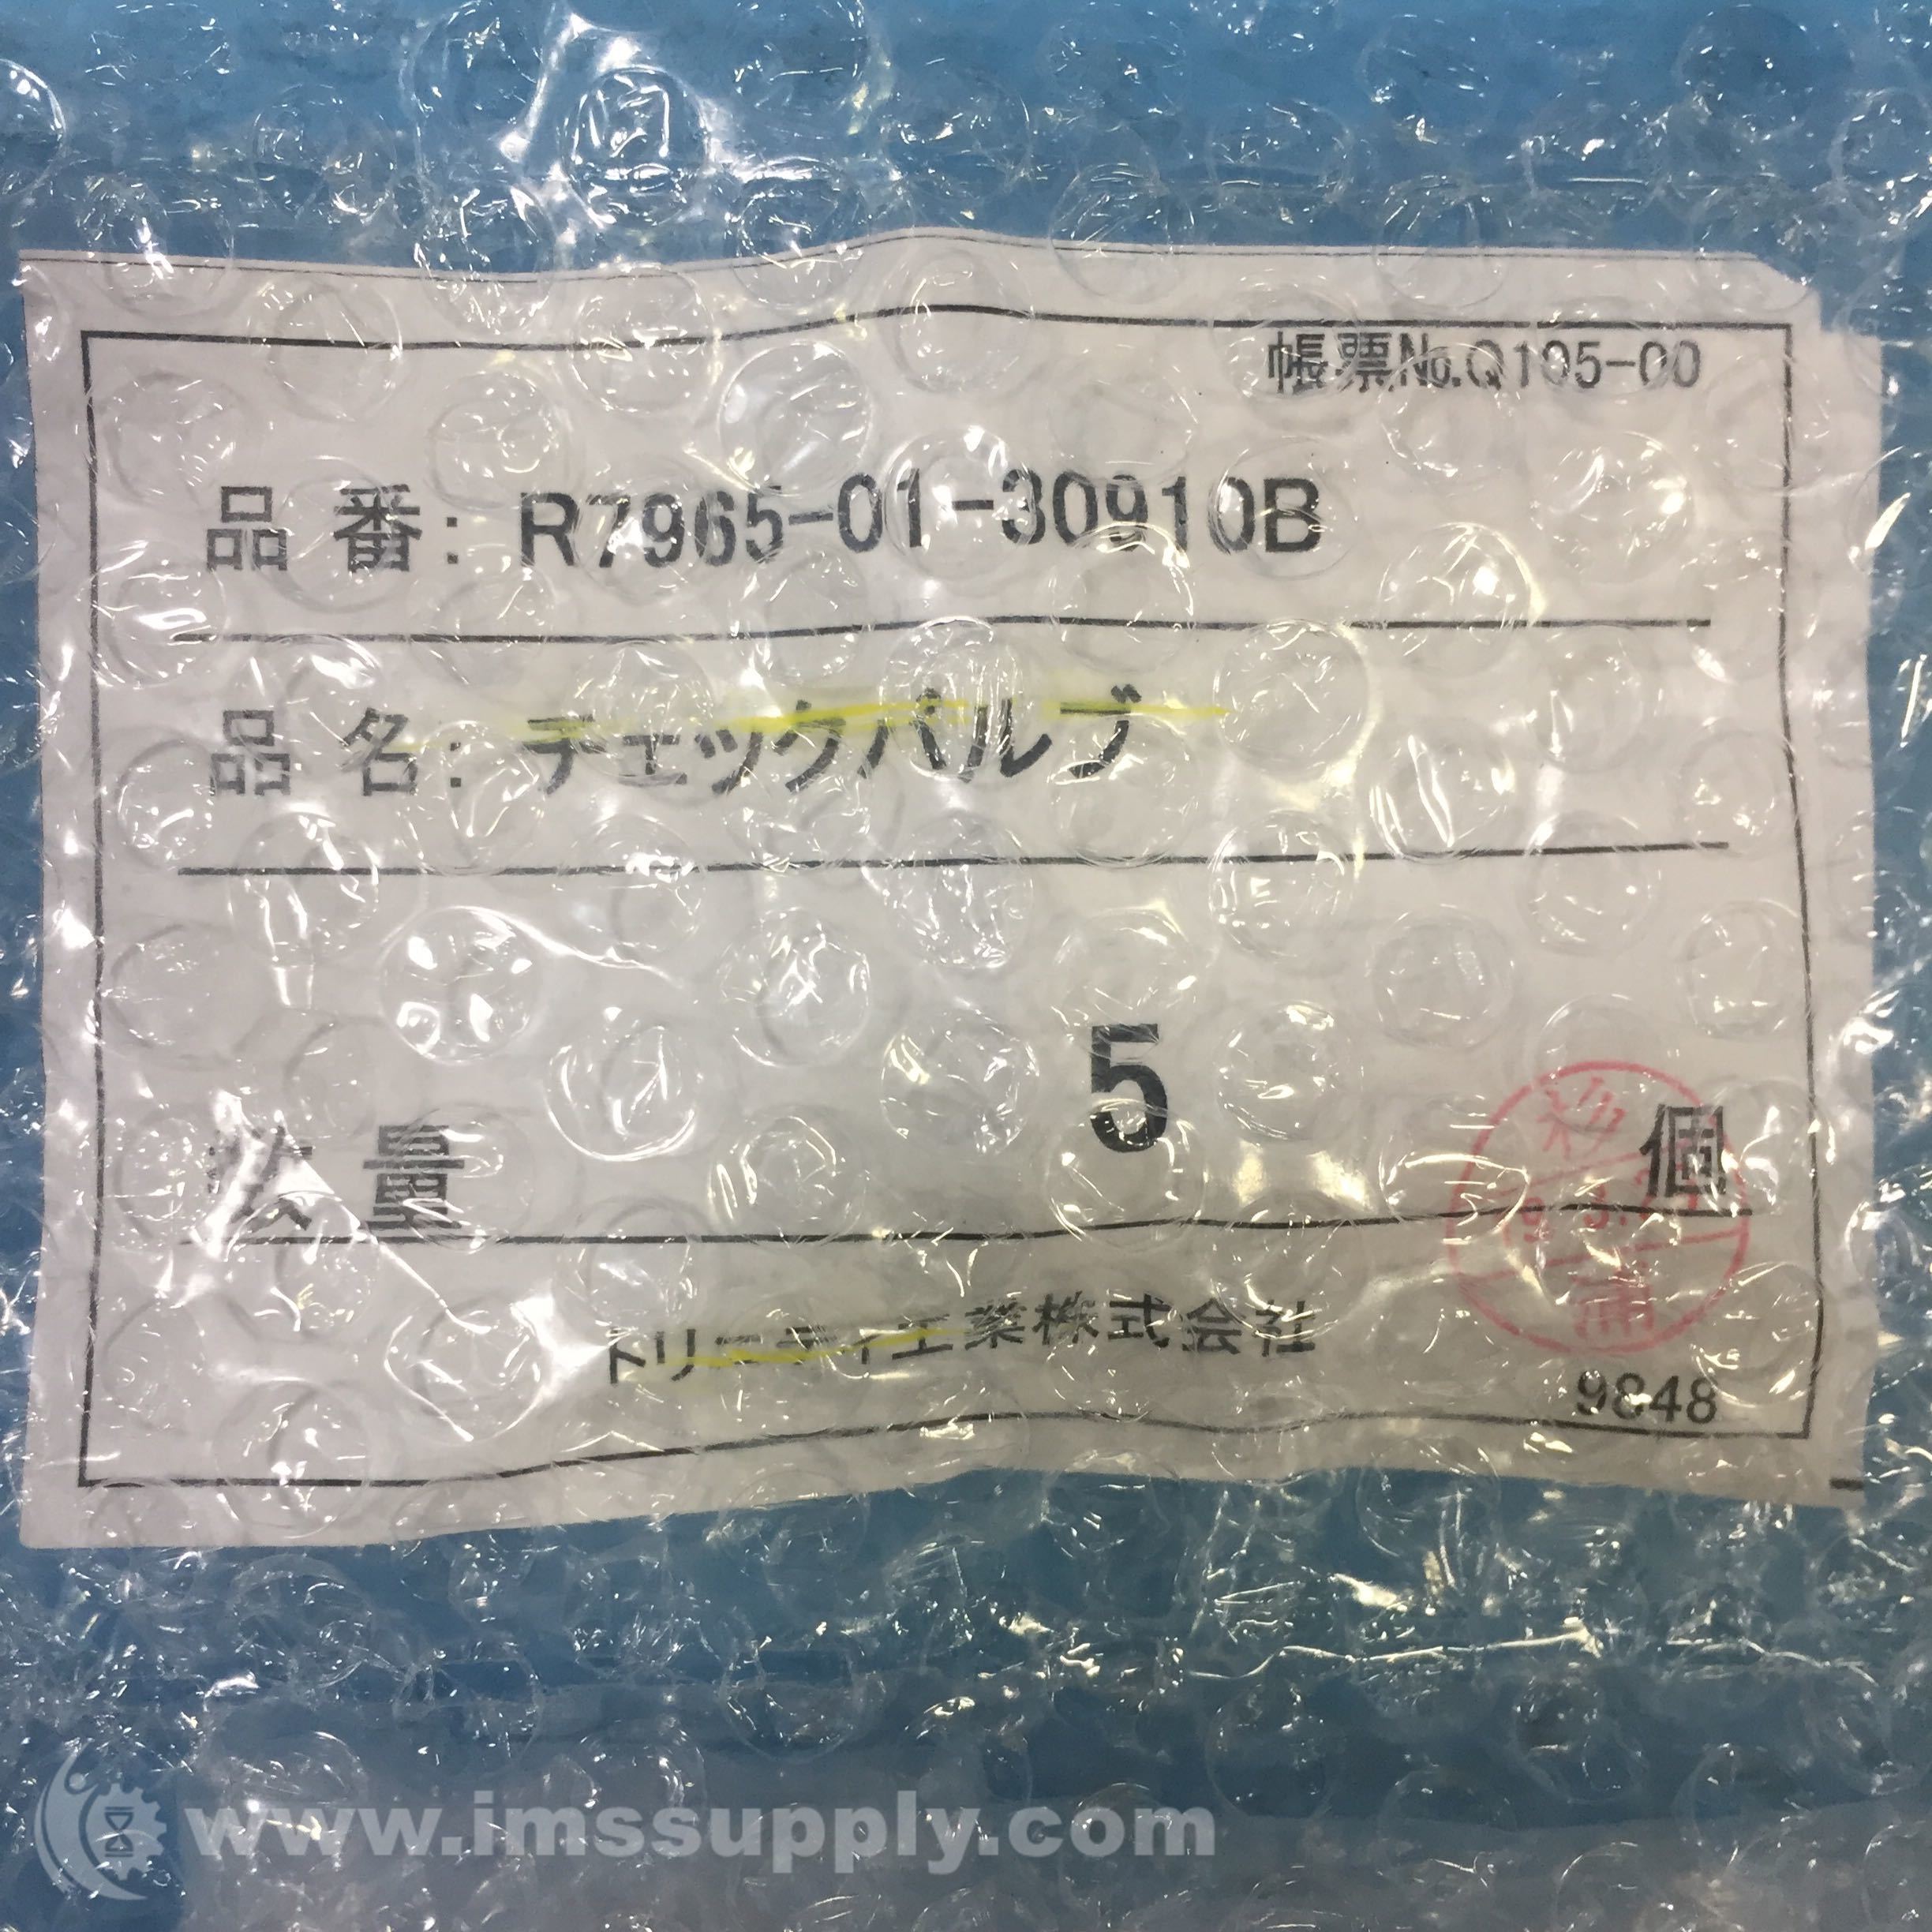 帳票No.Q105-00
品 番: R7965-01-30910B
品 名: チェックバルブ
5
数量 個
杉
浦
トリニティ工業株式会社
9848
www.imssupply.com